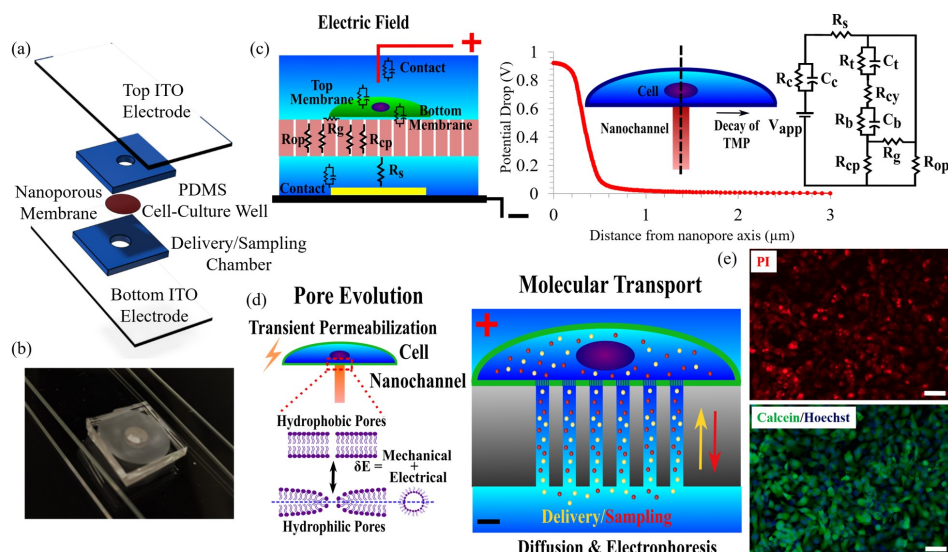 (a)
Top ITO
Electrode
Nanoporous
Membrane
PDMS
Cell-Culture Well
Delivery/Sampling
Chamber
Bottom ITO
Electrode
(b)
Electric Field
(c)
+
Contact
Top
Membrane
Bottom
Membrane
Rg
Rop
Rcp
Rs
Contact
−
Potential Drop (V)
1
0.8
0.6
0.4
0.2
0
0
1
2
3
Distance from nanopore axis (µm)
Cell
Nanochannel
Decay of
TMP
Rs
Rc
Cc
Vapp
Rt
Ct
Rcy
Rb
Cb
Rg
Rcp
Rop
(d)
Pore Evolution
Transient Permeabilization
Cell
Nanochannel
Hydrophobic Pores
δE =
Mechanical
+
Electrical
Hydrophilic Pores
Molecular Transport
+
Delivery/Sampling
Diffusion & Electrophoresis
(e)
PI
Calcein/Hoechst